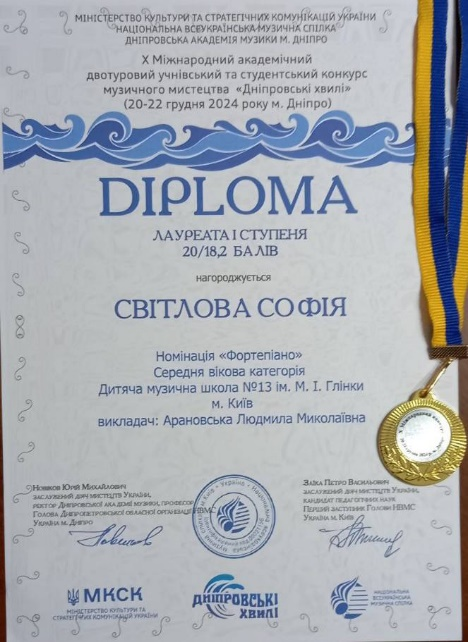 МІНІСТЕРСТВО КУЛЬТУРИ ТА СТРАТЕГІЧНИХ КОМУНІКАЦІЙ УКРАЇНИ
НАЦІОНАЛЬНА ВСЕУКРАЇНСЬКА МУЗИЧНА СПІЛКА
ДНІПРОВСЬКА АКАДЕМІЯ МУЗИКИ М. ДНІПРО
X Міжнародний академічний
двотуровий учнівський та студентський конкурс
музичного мистецтва «Дніпровські хвилі»
(20-22 грудня 2024 року м. Дніпро)
DIPLOMA
ЛАУРЕАТА І СТУПЕНЯ
20/18,2 БАЛІВ
нагороджується
СВІТЛОВА СОФІЯ
Номінація «Фортепіано»
Середня вікова категорія
Дитяча музична школа №13 ім. М. І. Глінки
м. Київ
викладач: Арановська Людмила Миколаївна
Новиков Юрій Михайлович
заслужений діяч мистецтв України,
ректор Дніпровської академії музики, професор
Голова Дніпропетровської обласної організації НВМС
Україна м. Дніпро
Заїка Петро Васильович
заслужений діяч мистецтв України,
кандидат педагогічних наук
Перший заступник Голови НВМС
Україна м. Київ
МКСК
МІНІСТЕРСТВО КУЛЬТУРИ ТА
СТРАТЕГІЧНИХ КОМУНІКАЦІЙ УКРАЇНИ
ДНІПРОВСЬКІ
ХВИЛІ
НАЦІОНАЛЬНА
ВСЕУКРАЇНСЬКА
МУЗИЧНА СПІЛКА